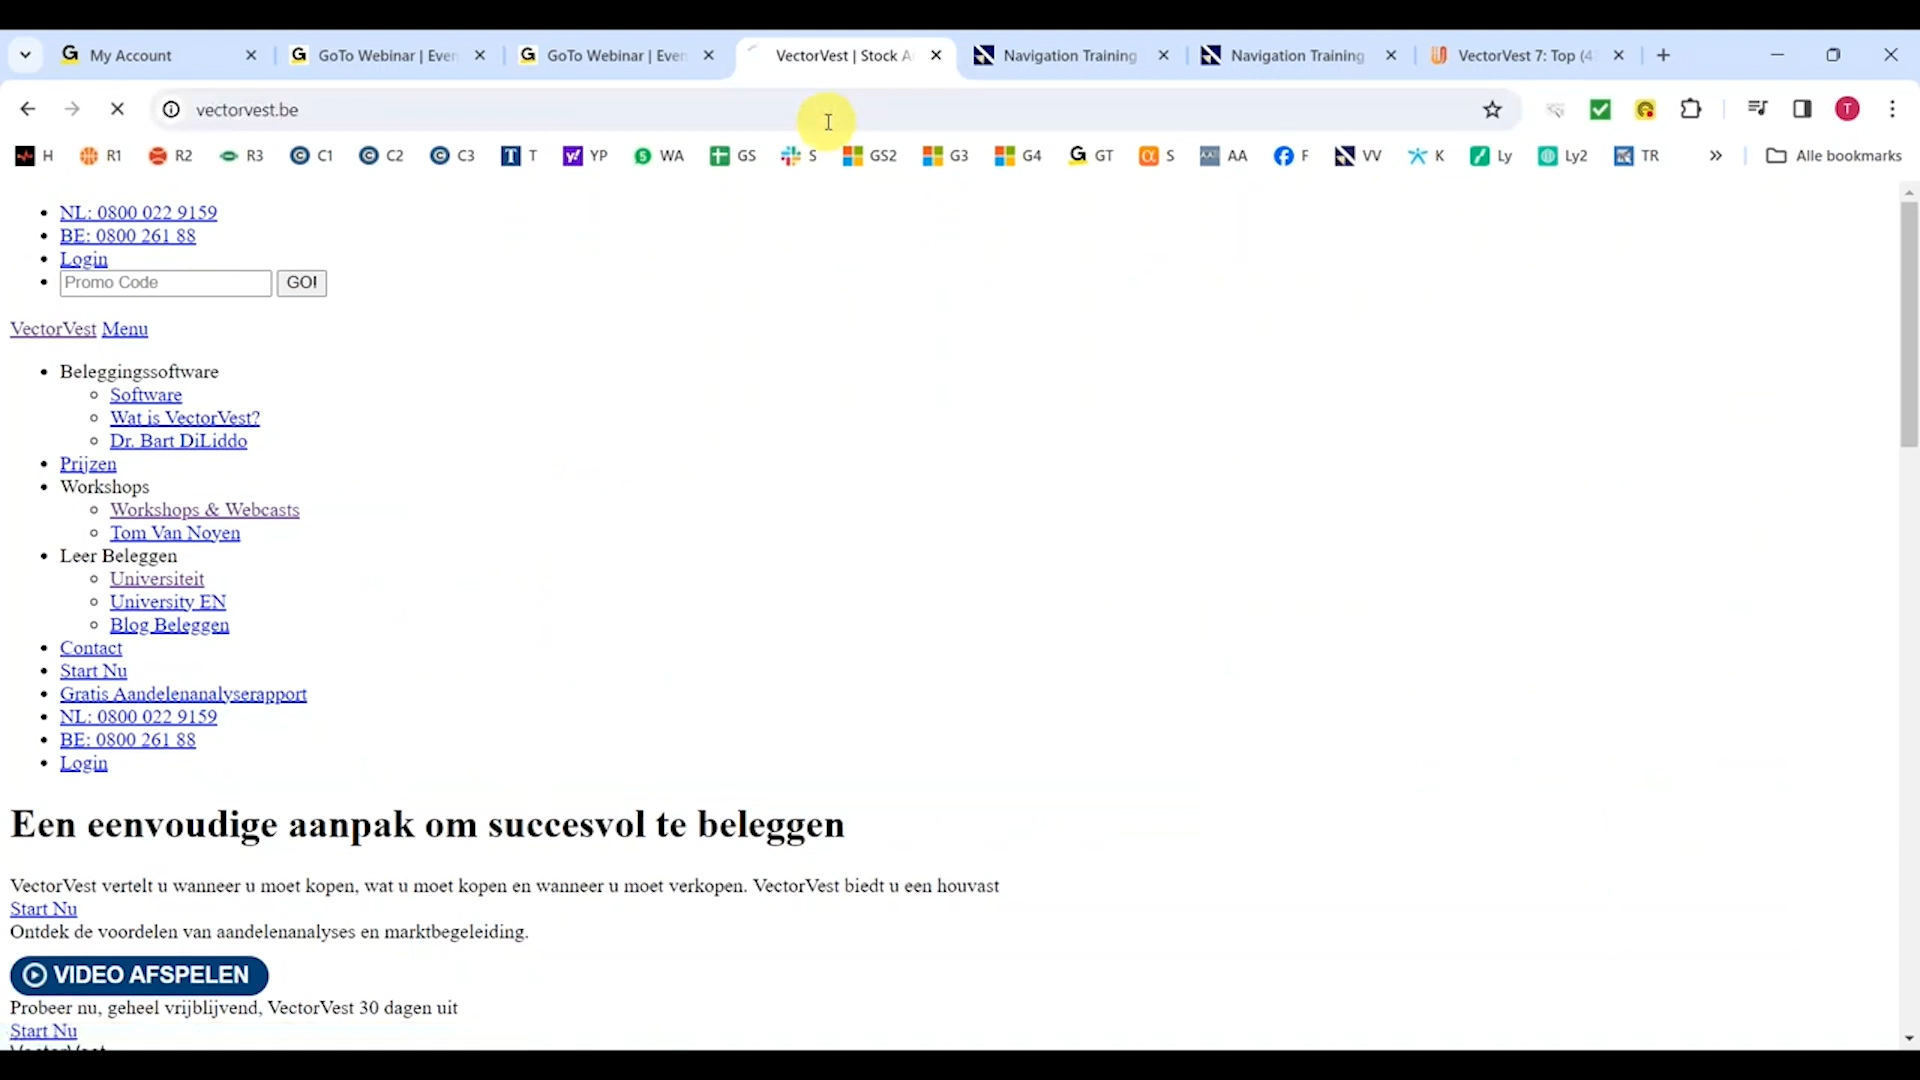 My Account
GoTo Webinar | Even
GoTo Webinar | Even
VectorVest | Stock A
Navigation Training
Navigation Training
VectorVest 7: Top (4
vectorvest.be
T
H
R1
R2
R3
C1
C2
C3
T
YP
WA
GS
S
GS2
G3
G4
GT
S
AA
F
VV
K
Ly
Ly2
TR
»
Alle bookmarks
NL: 0800 022 9159
BE: 0800 261 88
Login
Promo Code GO!
VectorVest Menu
Beleggingssoftware
Software
Wat is VectorVest?
Dr. Bart DiLiddo
Prijzen
Workshops
Workshops & Webcasts
Tom Van Noyen
Leer Beleggen
Universiteit
University EN
Blog Beleggen
Contact
Start Nu
Gratis Aandelenanalyserapport
NL: 0800 022 9159
BE: 0800 261 88
Login
Een eenvoudige aanpak om succesvol te beleggen
VectorVest vertelt u wanneer u moet kopen, wat u moet kopen en wanneer u moet verkopen. VectorVest biedt u een houvast
Start Nu
Ontdek de voordelen van aandelenanalyses en marktbegeleiding.
VIDEO AFSPELEN
Probeer nu, geheel vrijblijvend, VectorVest 30 dagen uit
Start Nu